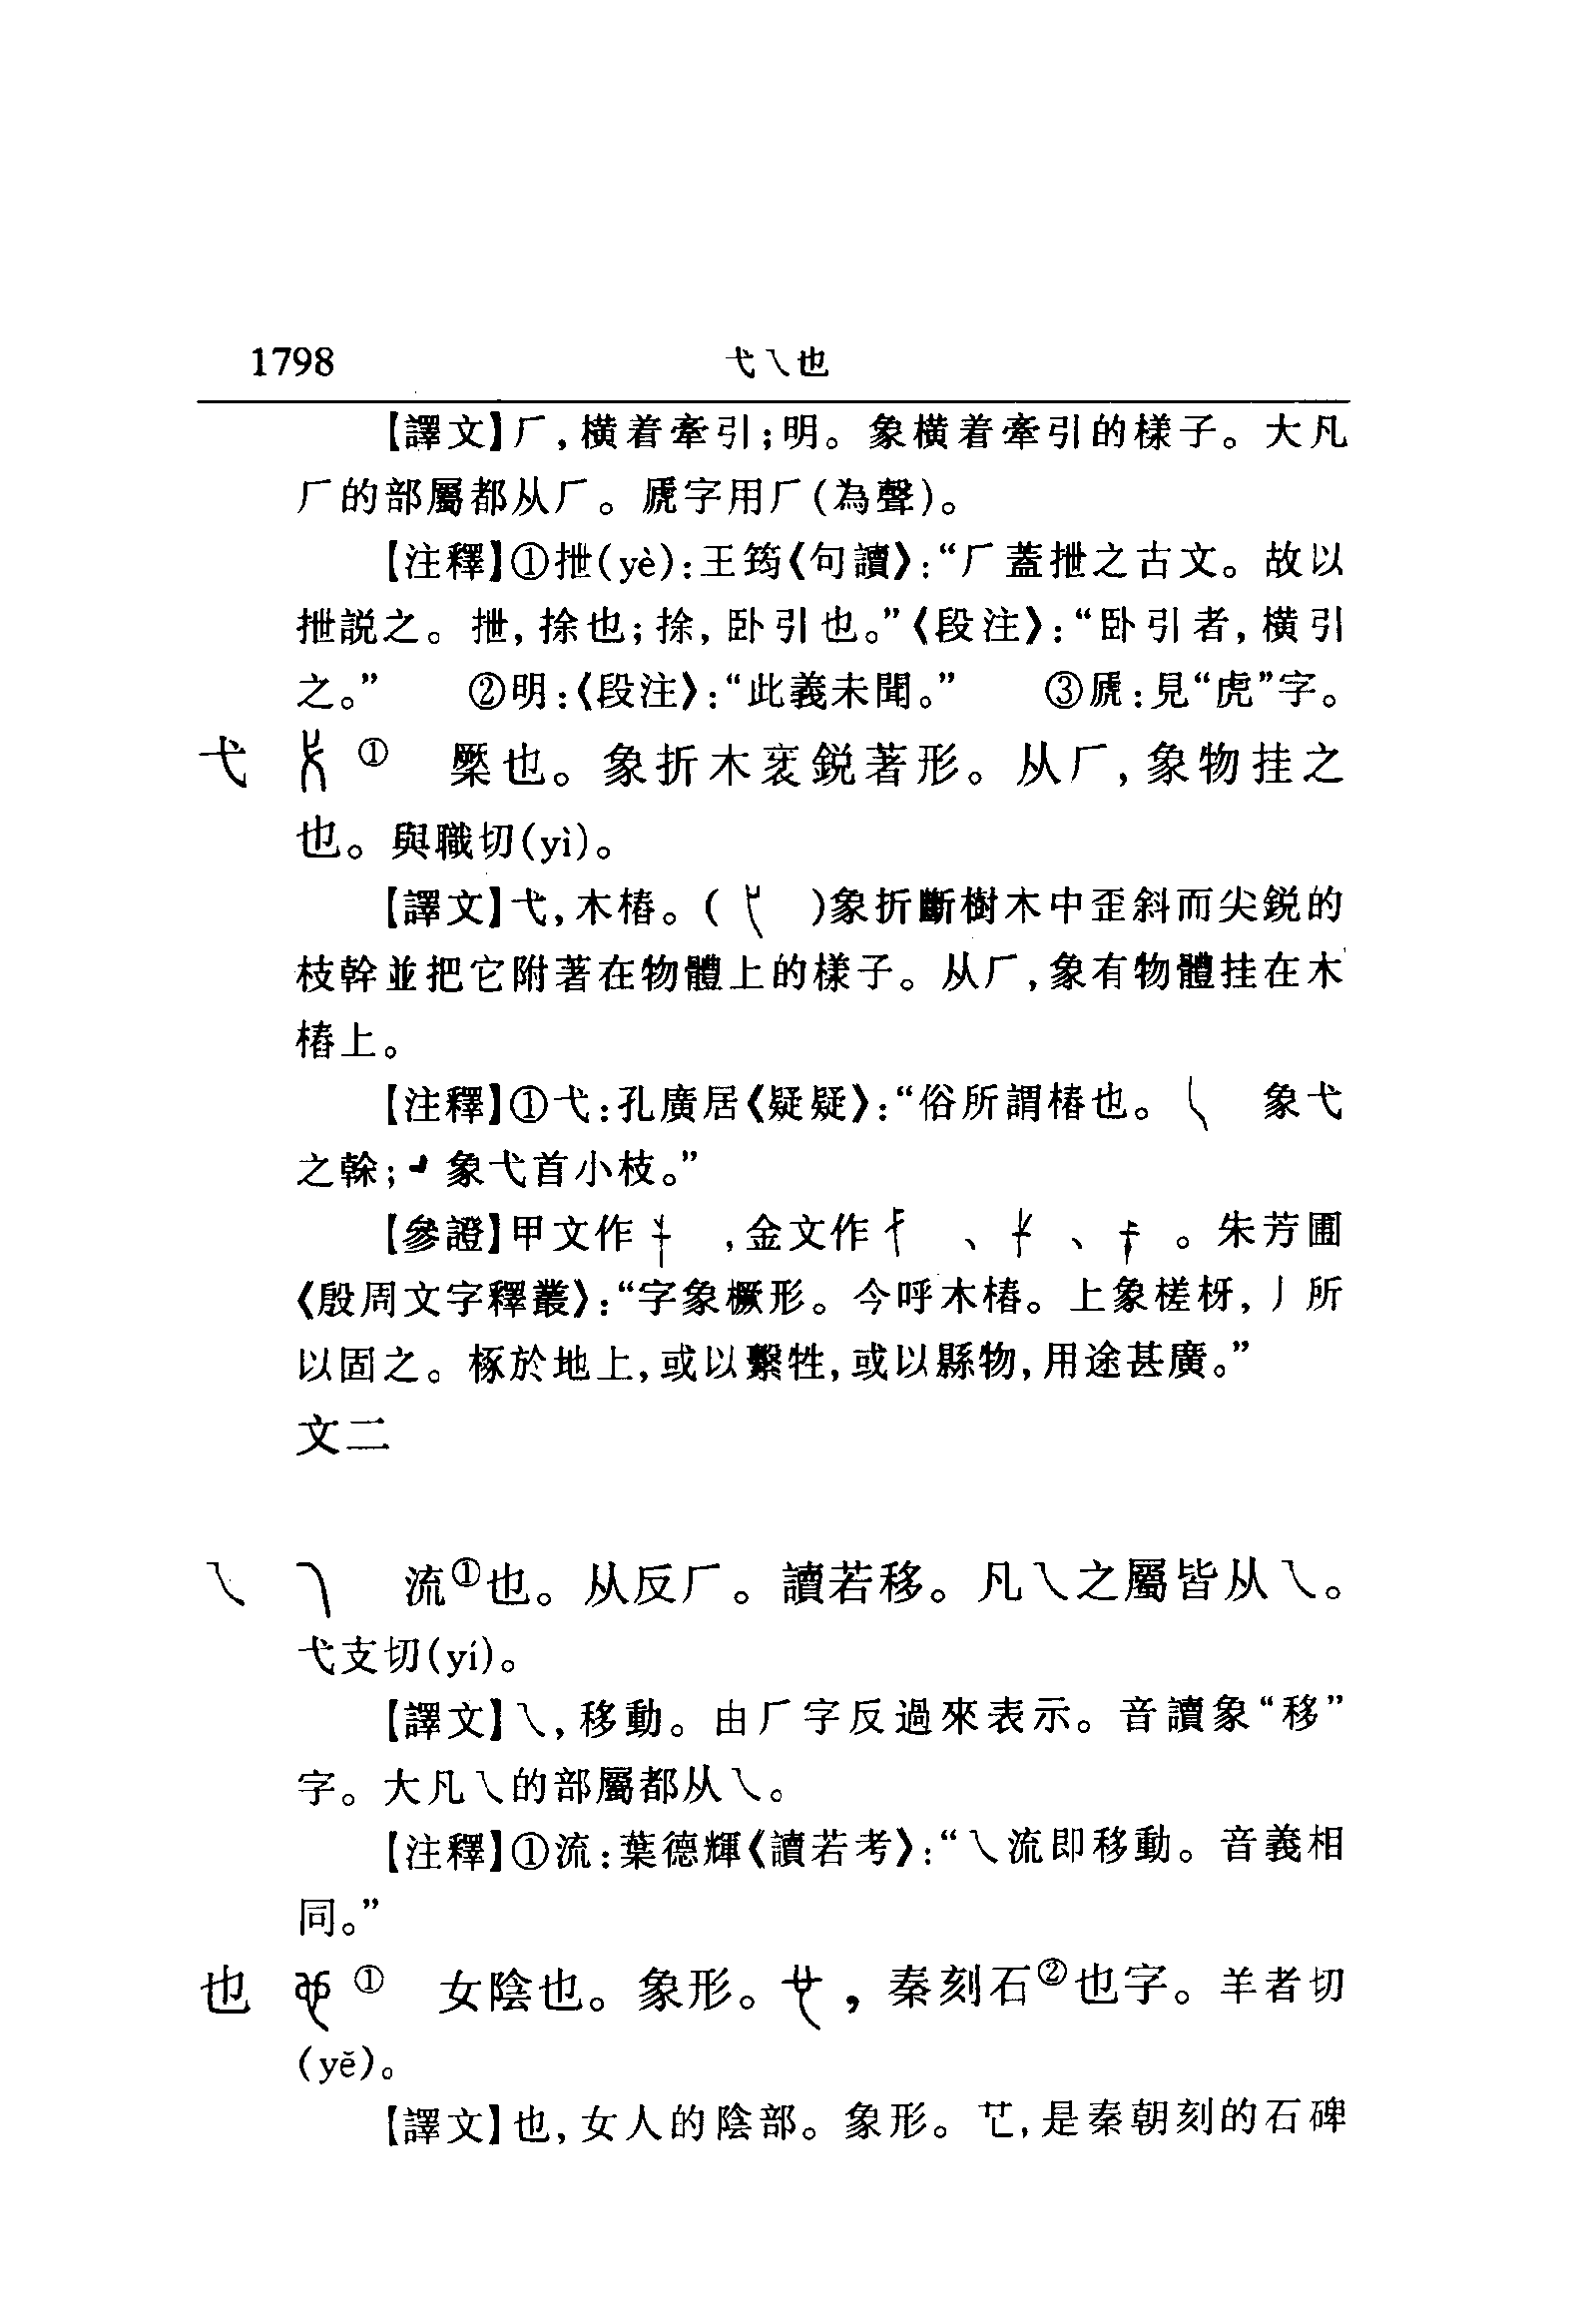 1798 弋乁也
【譯文】𠂆,橫着牽引;明。象橫着牽引的樣子。大凡
𠂆的部屬都从𠂆。虒字用𠂆(為聲)。
【注釋】①抴(yè):王筠《句讀》:“𠂆蓋抴之古文。故以
抴説之。抴,捈也;捈,卧引也。”《段注》:“卧引者,橫引
之。” ②明:《段注》:“此義未聞。” ③虒:見“虎”字。
弋 ① 橜也。象折木衺鋭著形。从𠂆,象物挂之
也。與職切(yì)。
【譯文】弋,木樁。( )象折斷樹木中歪斜而尖鋭的
枝幹並把它附著在物體上的樣子。从𠂆,象有物體挂在木
樁上。
【注釋】①弋:孔廣居《疑疑》:“俗所謂樁也。 象弋
之榦; 象弋首小枝。”
【參證】甲文作 ,金文作 、 、 。朱芳圃
《殷周文字釋叢》:“字象橛形。今呼木樁。上象槎枒,丿所
以固之。椓於地上,或以繫牲,或以縣物,用途甚廣。”
文二
乁 流①也。从反𠂆。讀若移。凡乁之屬皆从乁。
弋支切(yí)。
【譯文】乁,移動。由𠂆字反過來表示。音讀象“移”
字。大凡乁的部屬都从乁。
【注釋】①流:葉德輝《讀若考》:“乁流即移動。音義相
同。”
也 ① 女陰也。象形。 ,秦刻石②也字。羊者切
(yě)。
【譯文】也,女人的陰部。象形。 ,是秦朝刻的石碑